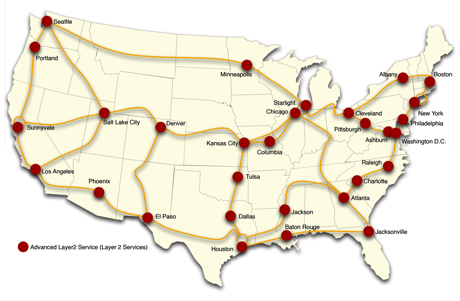 Seattle
Portland
Minneapolis
Albany
Boston
Starlight
Chicago
Cleveland
New York
Sunnyvale
Salt Lake City
Denver
Pittsburgh
Philadelphia
Ashburn
Washington D.C.
Kansas City
Columbia
Raleigh
Los Angeles
Phoenix
Tulsa
Charlotte
Atlanta
El Paso
Dallas
Jackson
Baton Rouge
Jacksonville
Houston
Advanced Layer2 Service (Layer 2 Services)